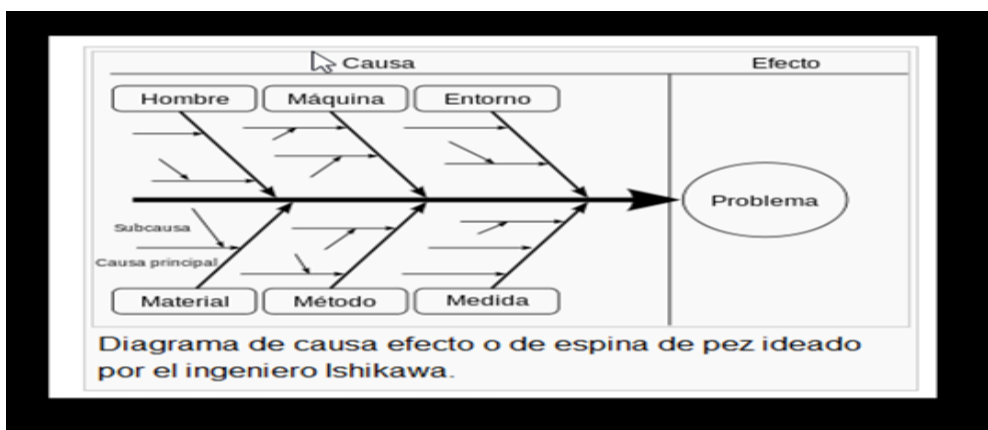 Causa
Efecto
Hombre
Máquina
Entorno
Problema
Subcausa
Causa principal
Material
Método
Medida
Diagrama de causa efecto o de espina de pez ideado
por el ingeniero Ishikawa.